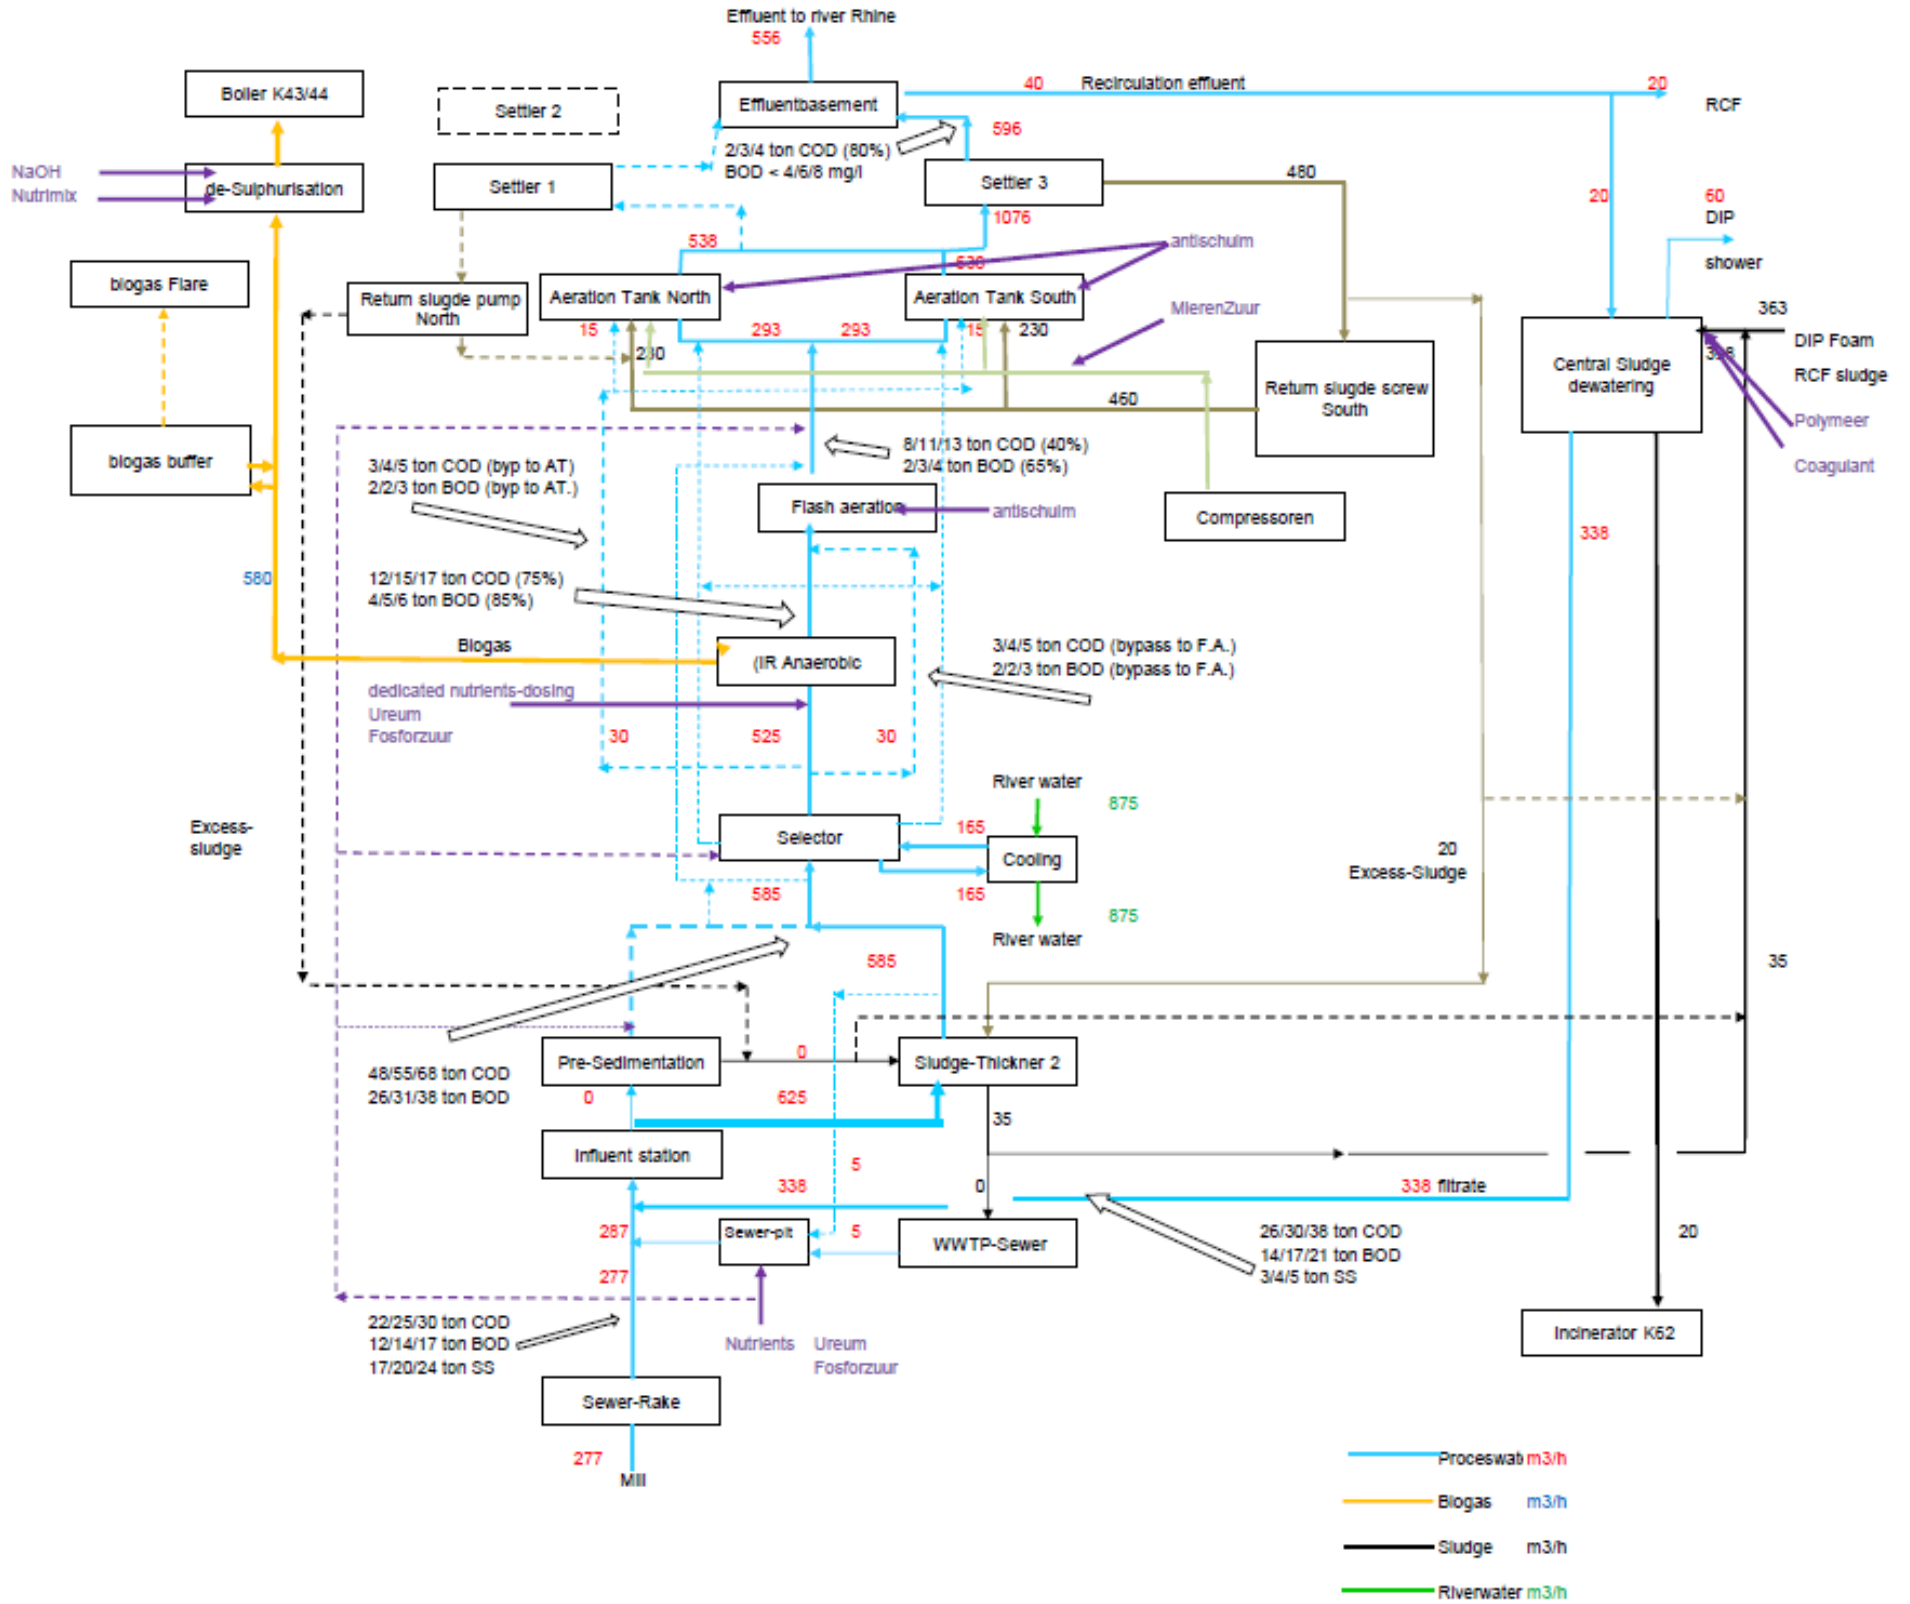 Effluent to river Rhine
556
Boiler K43/44
Settler 2
Effluentbasement
40
Recirculation effluent
20
RCF
596
2/3/4 ton COD (80%)
BOD < 4/6/8 mg/l
NaOH
Nutrimix
de-Sulphurisation
Settler 1
Settler 3
480
20
60
DIP
shower
1076
538
antischuim
538
biogas Flare
Return slugde pump
North
Aeration Tank North
Aeration Tank South
MierenZuur
363
15
293
293
15
230
230
DIP Foam
RCF sludge
Central Sludge
dewatering
Return slugde screw
South
460
Polymeer
Coagulant
biogas buffer
3/4/5 ton COD (byp to AT)
2/2/3 ton BOD (byp to AT.)
8/11/13 ton COD (40%)
2/3/4 ton BOD (65%)
Flash aeration
antischuim
Compressoren
338
580
12/15/17 ton COD (75%)
4/5/6 ton BOD (85%)
Biogas
(IR Anaerobic
3/4/5 ton COD (bypass to F.A.)
2/2/3 ton BOD (bypass to F.A.)
dedicated nutrients-dosing
Ureum
Fosforzuur
30
525
30
River water
875
Excess-
sludge
Selector
165
Cooling
20
Excess-Sludge
585
165
875
River water
585
35
Pre-Sedimentation
0
Sludge-Thickner 2
48/55/68 ton COD
26/31/38 ton BOD
0
625
35
Influent station
5
338
0
338 filtrate
287
Sewer-pit
5
WWTP-Sewer
26/30/38 ton COD
14/17/21 ton BOD
3/4/5 ton SS
20
277
22/25/30 ton COD
12/14/17 ton BOD
17/20/24 ton SS
Nutrients
Ureum
Fosforzuur
Incinerator K62
Sewer-Rake
277
Mill
Proceswat m3/h
Biogas m3/h
Sludge m3/h
Riverwater m3/h